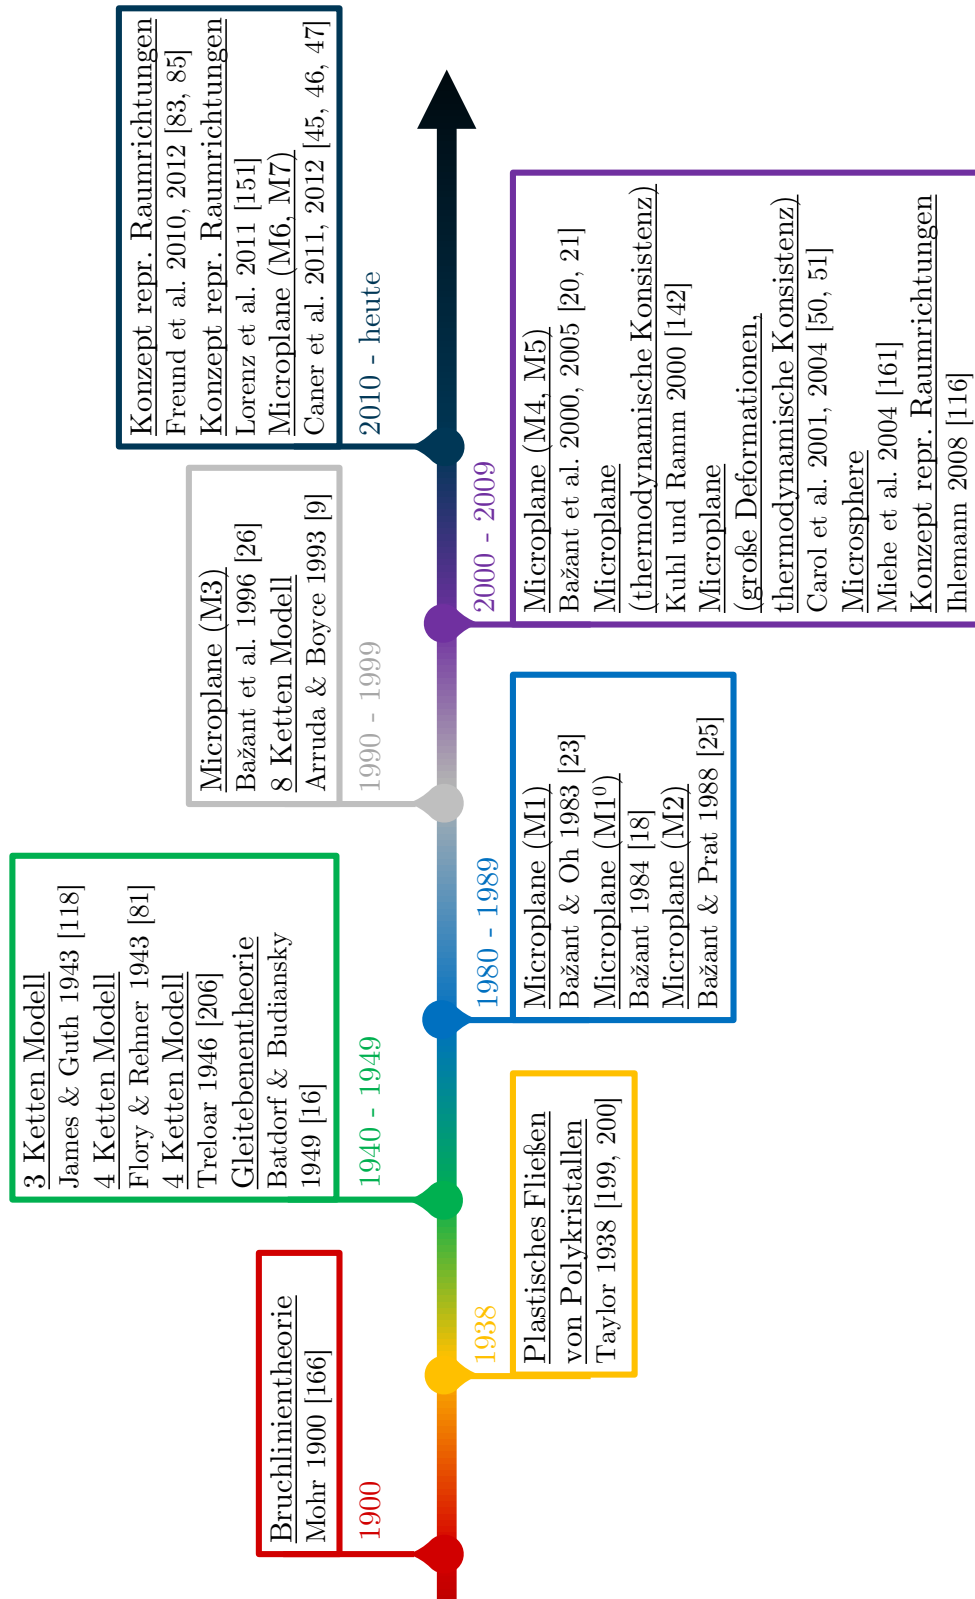 Bruchlinientheorie
Mohr 1900 [166]
1900
1938
Plastisches Fließen
von Polykristallen
Taylor 1938 [199, 200]
3 Ketten Modell
James & Guth 1943 [118]
4 Ketten Modell
Flory & Rehner 1943 [81]
4 Ketten Modell
Treloar 1946 [206]
Gleitebenentheorie
Batdorf & Budiansky
1949 [16]
1940 - 1949
1980 - 1989
Microplane (M1)
Bažant & Oh 1983 [23]
Microplane (M1⁰)
Bažant 1984 [18]
Microplane (M2)
Bažant & Prat 1988 [25]
Microplane (M3)
Bažant et al. 1996 [26]
8 Ketten Modell
Arruda & Boyce 1993 [9]
1990 - 1999
2000 - 2009
Microplane (M4, M5)
Bažant et al. 2000, 2005 [20, 21]
Microplane
(thermodynamische Konsistenz)
Kuhl und Ramm 2000 [142]
Microplane
(große Deformationen,
thermodynamische Konsistenz)
Carol et al. 2001, 2004 [50, 51]
Microsphere
Miehe et al. 2004 [161]
Konzept repr. Raumrichtungen
Ihlemann 2008 [116]
Konzept repr. Raumrichtungen
Freund et al. 2010, 2012 [83, 85]
Konzept repr. Raumrichtungen
Lorenz et al. 2011 [151]
Microplane (M6, M7)
Caner et al. 2011, 2012 [45, 46, 47]
2010 - heute